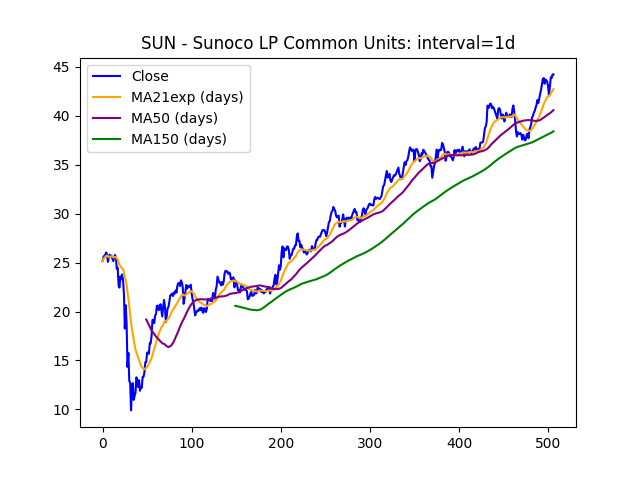 SUN - Sunoco LP Common Units: interval=1d
Close
MA21exp (days)
MA50 (days)
MA150 (days)
45
40
35
30
25
20
15
10
0 100 200 300 400 500